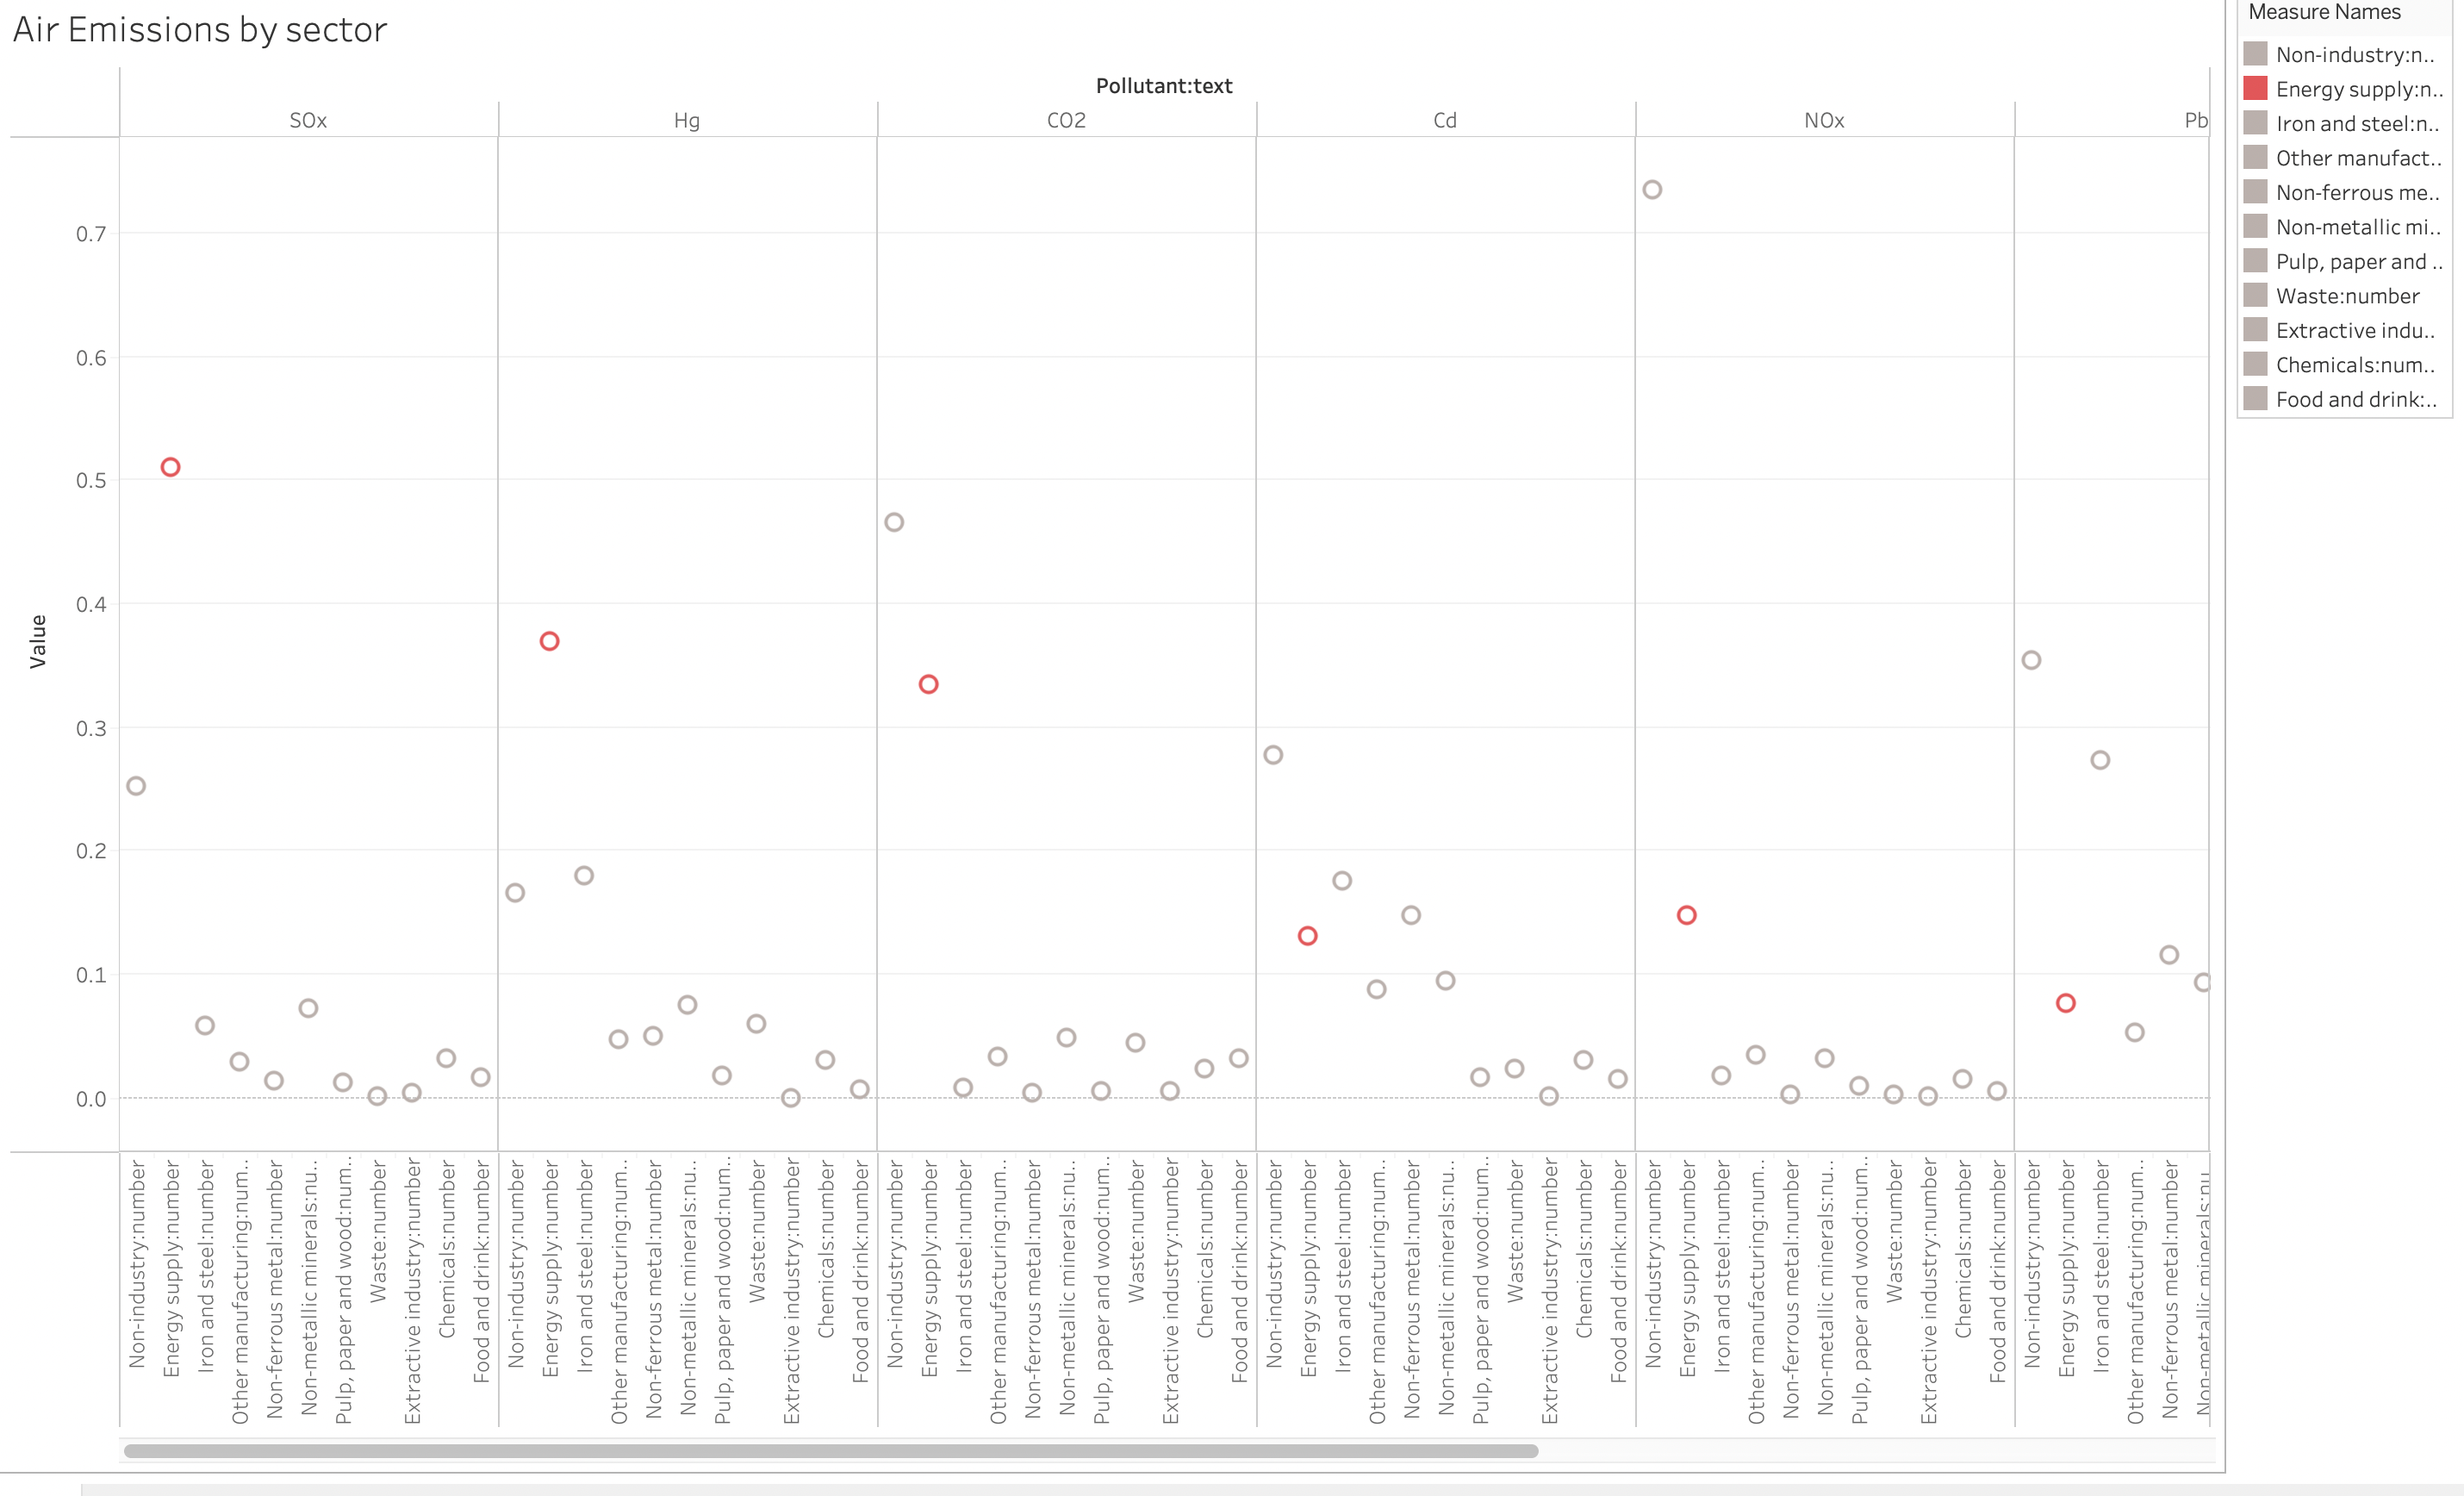 Air Emissions by sector
Pollutant:text
SOx
Hg
CO2
Cd
NOx
Pb
Value
0.7
0.6
0.5
0.4
0.3
0.2
0.1
0.0
Non-industry:number
Energy supply:number
Iron and steel:number
Other manufacturing:num..
Non-ferrous metal:number
Non-metallic minerals:nu..
Pulp, paper and wood:num..
Waste:number
Extractive industry:number
Chemicals:number
Food and drink:number
Non-industry:number
Energy supply:number
Iron and steel:number
Other manufacturing:num..
Non-ferrous metal:number
Non-metallic minerals:nu..
Pulp, paper and wood:num..
Waste:number
Extractive industry:number
Chemicals:number
Food and drink:number
Non-industry:number
Energy supply:number
Iron and steel:number
Other manufacturing:num..
Non-ferrous metal:number
Non-metallic minerals:nu..
Pulp, paper and wood:num..
Waste:number
Extractive industry:number
Chemicals:number
Food and drink:number
Non-industry:number
Energy supply:number
Iron and steel:number
Other manufacturing:num..
Non-ferrous metal:number
Non-metallic minerals:nu..
Pulp, paper and wood:num..
Waste:number
Extractive industry:number
Chemicals:number
Food and drink:number
Non-industry:number
Energy supply:number
Iron and steel:number
Other manufacturing:num..
Non-ferrous metal:number
Non-metallic minerals:nu..
Pulp, paper and wood:num..
Waste:number
Extractive industry:number
Chemicals:number
Food and drink:number
Non-industry:number
Energy supply:number
Iron and steel:number
Other manufacturing:num..
Non-ferrous metal:number
Non-metallic minerals:nu
Measure Names
Non-industry:n..
Energy supply:n..
Iron and steel:n..
Other manufact..
Non-ferrous me..
Non-metallic mi..
Pulp, paper and ..
Waste:number
Extractive indu..
Chemicals:num..
Food and drink:..